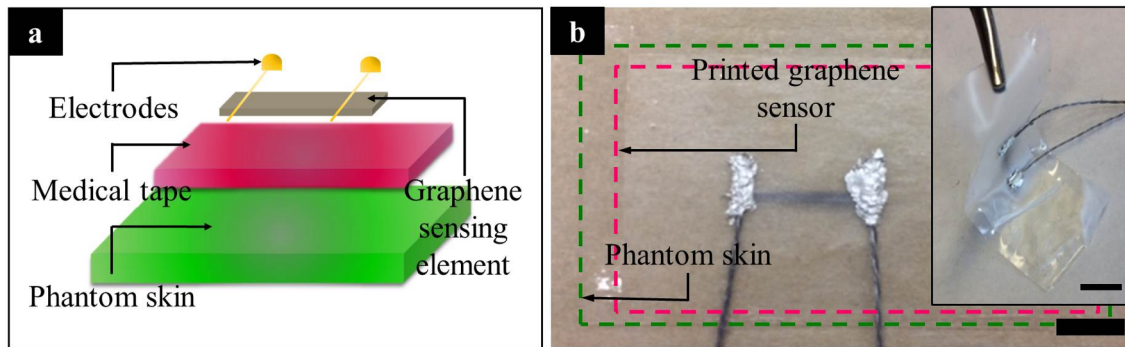 a
Electrodes
Medical tape
Graphene
sensing
element
Phantom skin
b
Printed graphene
sensor
Phantom skin